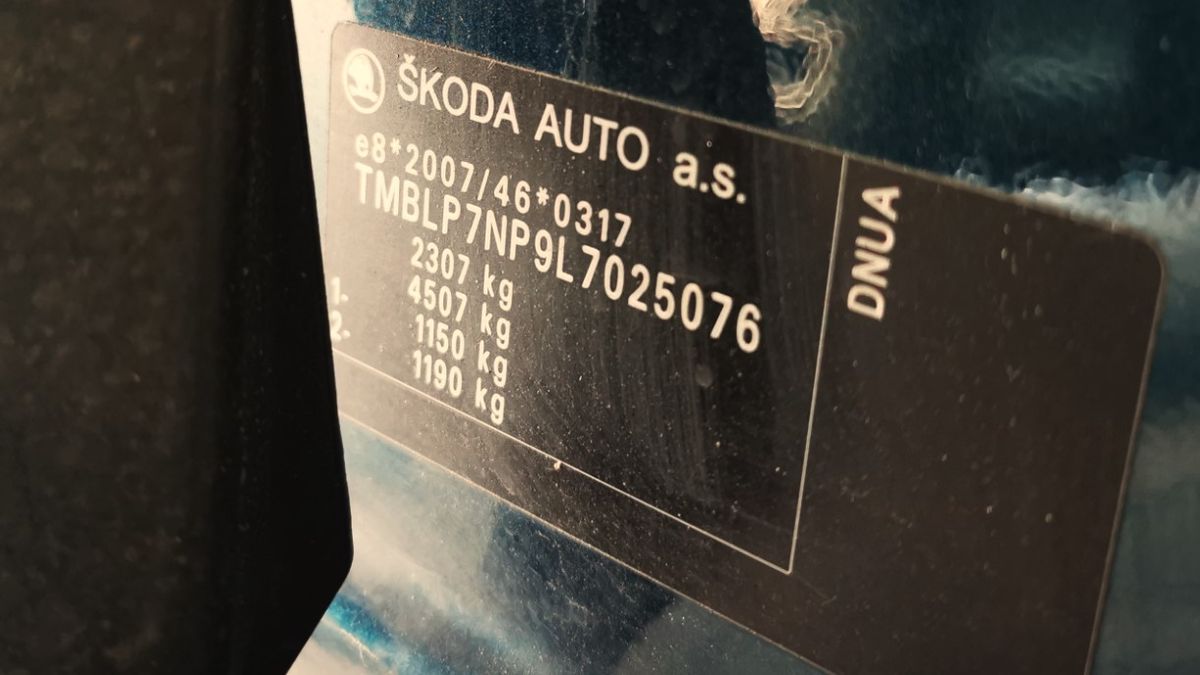 ŠKODA AUTO a.s.
e8*2007/46*0317
TMBLP7NP9L7025076
2307 kg
4507 kg
1- 1150 kg
2- 1190 kg
DNUA